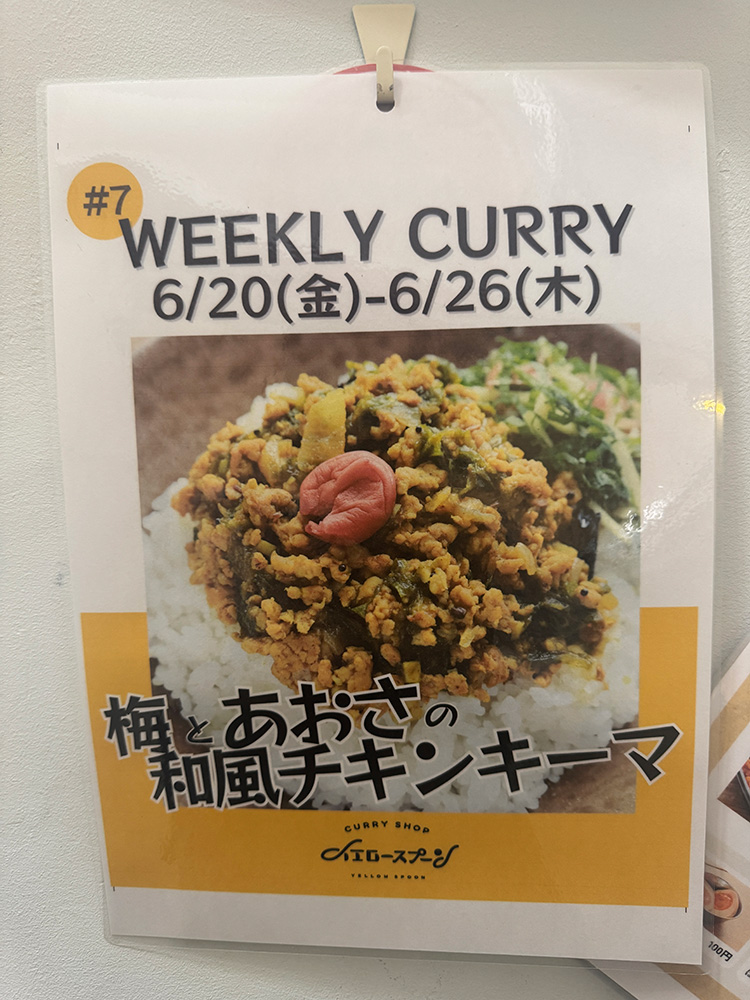 #7
WEEKLY CURRY
6/20(金)-6/26(木)
梅とあおさの
和風チキンキーマ
CURRY SHOP
イエロースプーン
YELLOW SPOON
100円